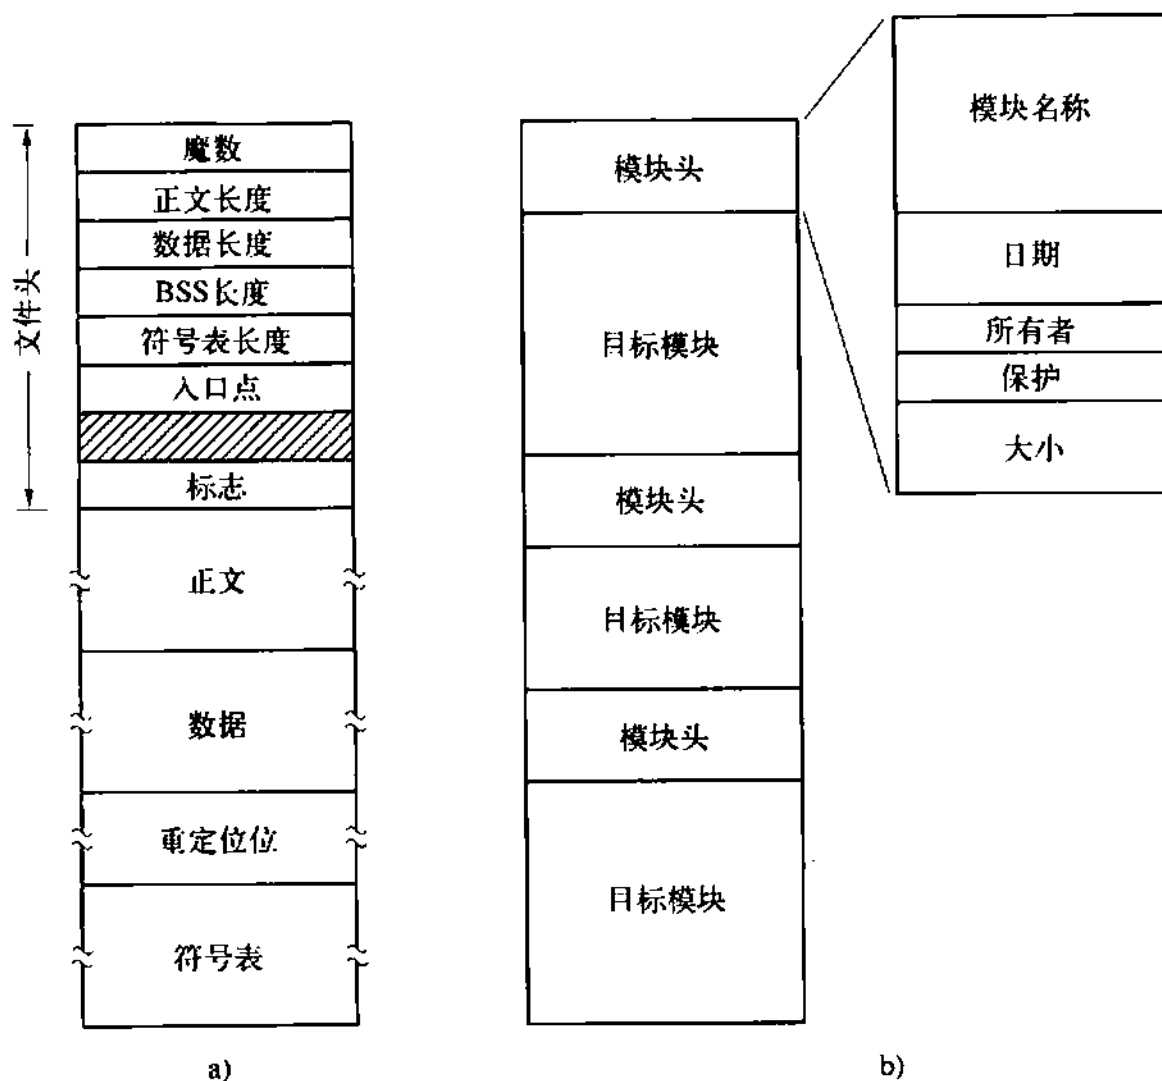 文件头
魔数
正文长度
数据长度
BSS长度
符号表长度
入口点
标志
正文
数据
重定位位
符号表
a)
模块头
目标模块
模块头
目标模块
模块头
目标模块
模块名称
日期
所有者
保护
大小
b)